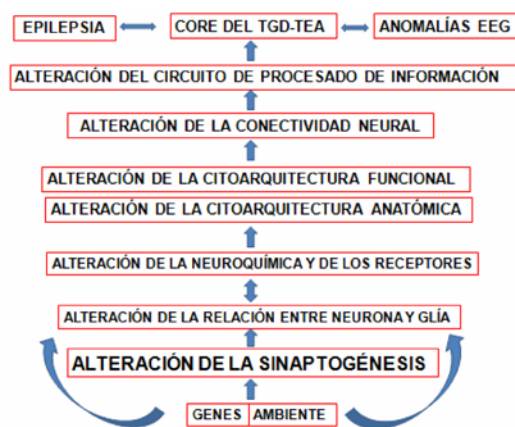 EPILEPSIA CORE DEL TGD-TEA ANOMALÍAS EEG
ALTERACIÓN DEL CIRCUITO DE PROCESADO DE INFORMACIÓN
ALTERACIÓN DE LA CONECTIVIDAD NEURAL
ALTERACIÓN DE LA CITOARQUITECTURA FUNCIONAL
ALTERACIÓN DE LA CITOARQUITECTURA ANATÓMICA
ALTERACIÓN DE LA NEUROQUÍMICA Y DE LOS RECEPTORES
ALTERACIÓN DE LA RELACIÓN ENTRE NEURONA Y GLÍA
ALTERACIÓN DE LA SINAPTOGÉNESIS
GENES AMBIENTE